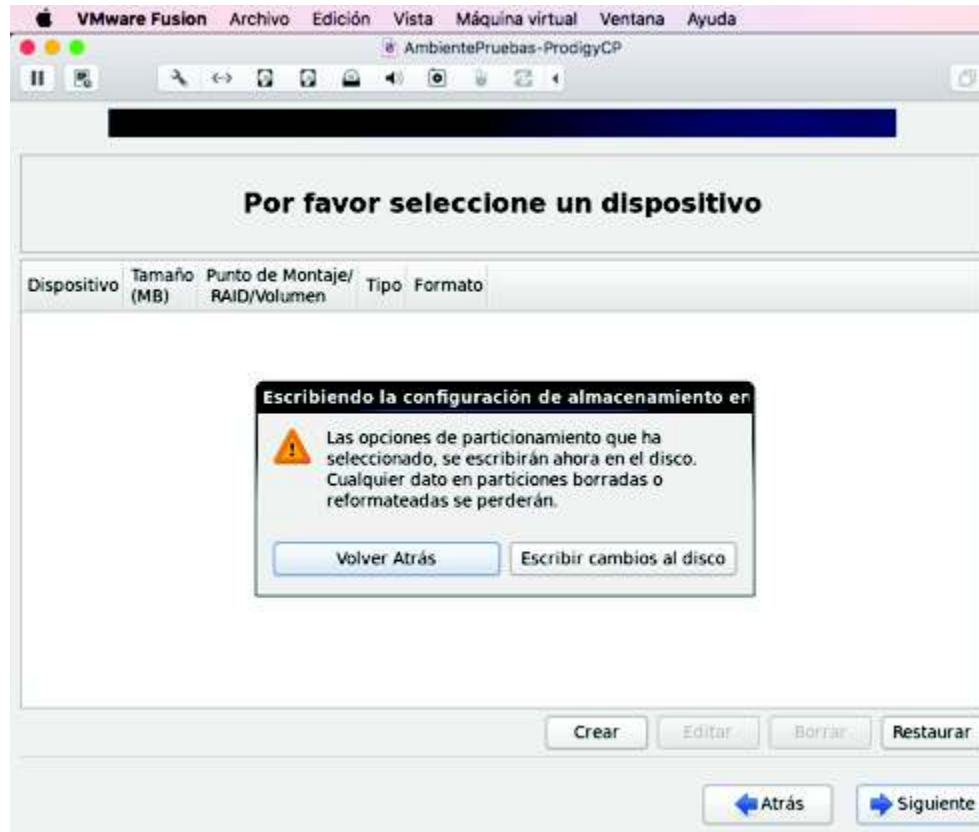 VMware Fusion Archivo Edición Vista Máquina virtual Ventana Ayuda
AmbientePruebas-ProdigyCP
Por favor seleccione un dispositivo
Dispositivo Tamaño (MB) Punto de Montaje/ RAID/Volumen Tipo Formato
Escribiendo la configuración de almacenamiento en
Las opciones de particionamiento que ha
seleccionado, se escribirán ahora en el disco.
Cualquier dato en particiones borradas o
reformateadas se perderán.
Volver Atrás Escribir cambios al disco
Crear Editar Borrar Restaurar
Atrás Siguiente